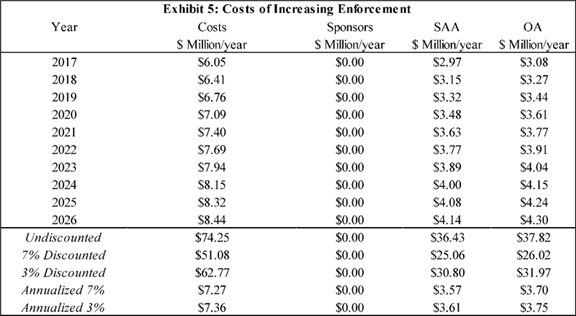 Exhibit 5: Costs of Increasing Enforcement
Year Costs Sponsors SAA OA
$ Million/year $ Million/year $ Million/year $ Million/year
2017 $6.05 $0.00 $2.97 $3.08
2018 $6.41 $0.00 $3.15 $3.27
2019 $6.76 $0.00 $3.32 $3.44
2020 $7.09 $0.00 $3.48 $3.61
2021 $7.40 $0.00 $3.63 $3.77
2022 $7.69 $0.00 $3.77 $3.91
2023 $7.94 $0.00 $3.89 $4.04
2024 $8.15 $0.00 $4.00 $4.15
2025 $8.32 $0.00 $4.08 $4.24
2026 $8.44 $0.00 $4.14 $4.30
Undiscounted $74.25 $0.00 $36.43 $37.82
7% Discounted $51.08 $0.00 $25.06 $26.02
3% Discounted $62.77 $0.00 $30.80 $31.97
Annualized 7% $7.27 $0.00 $3.57 $3.70
Annualized 3% $7.36 $0.00 $3.61 $3.75